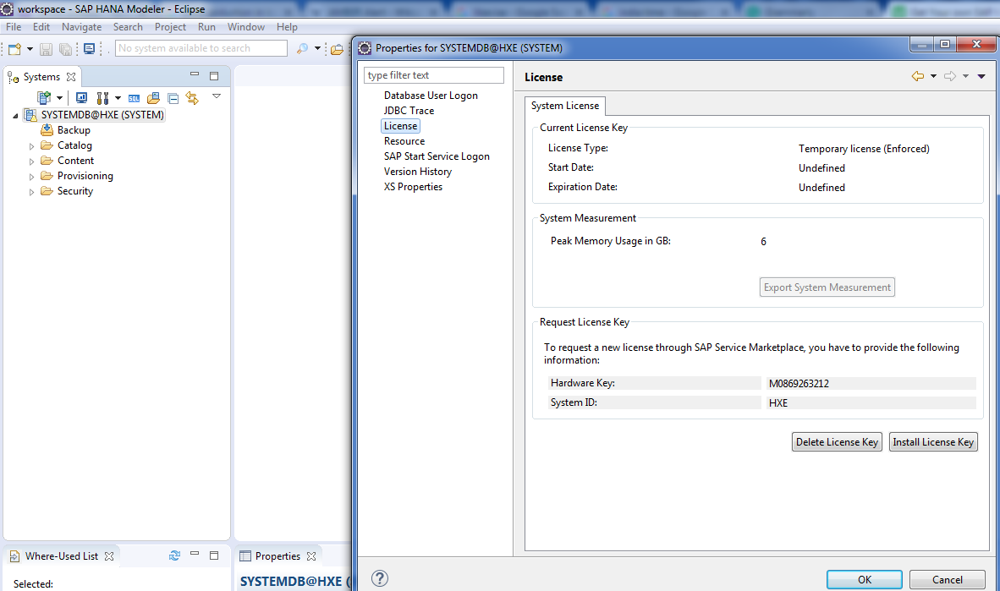 workspace - SAP HANA Modeler - Eclipse
File Edit Navigate Search Project Run Window Help
No system available to search
Systems
SYSTEMDB@HXE (SYSTEM)
Backup
Catalog
Content
Provisioning
Security
Where-Used List
Selected:
Properties
SYSTEMDB@HXE (
Properties for SYSTEMDB@HXE (SYSTEM)
type filter text
Database User Logon
JDBC Trace
License
Resource
SAP Start Service Logon
Version History
XS Properties
License
System License
Current License Key
License Type: Temporary license (Enforced)
Start Date: Undefined
Expiration Date: Undefined
System Measurement
Peak Memory Usage in GB: 6
Export System Measurement
Request License Key
To request a new license through SAP Service Marketplace, you have to provide the following
information:
Hardware Key: M0869263212
System ID: HXE
Delete License Key Install License Key
OK Cancel